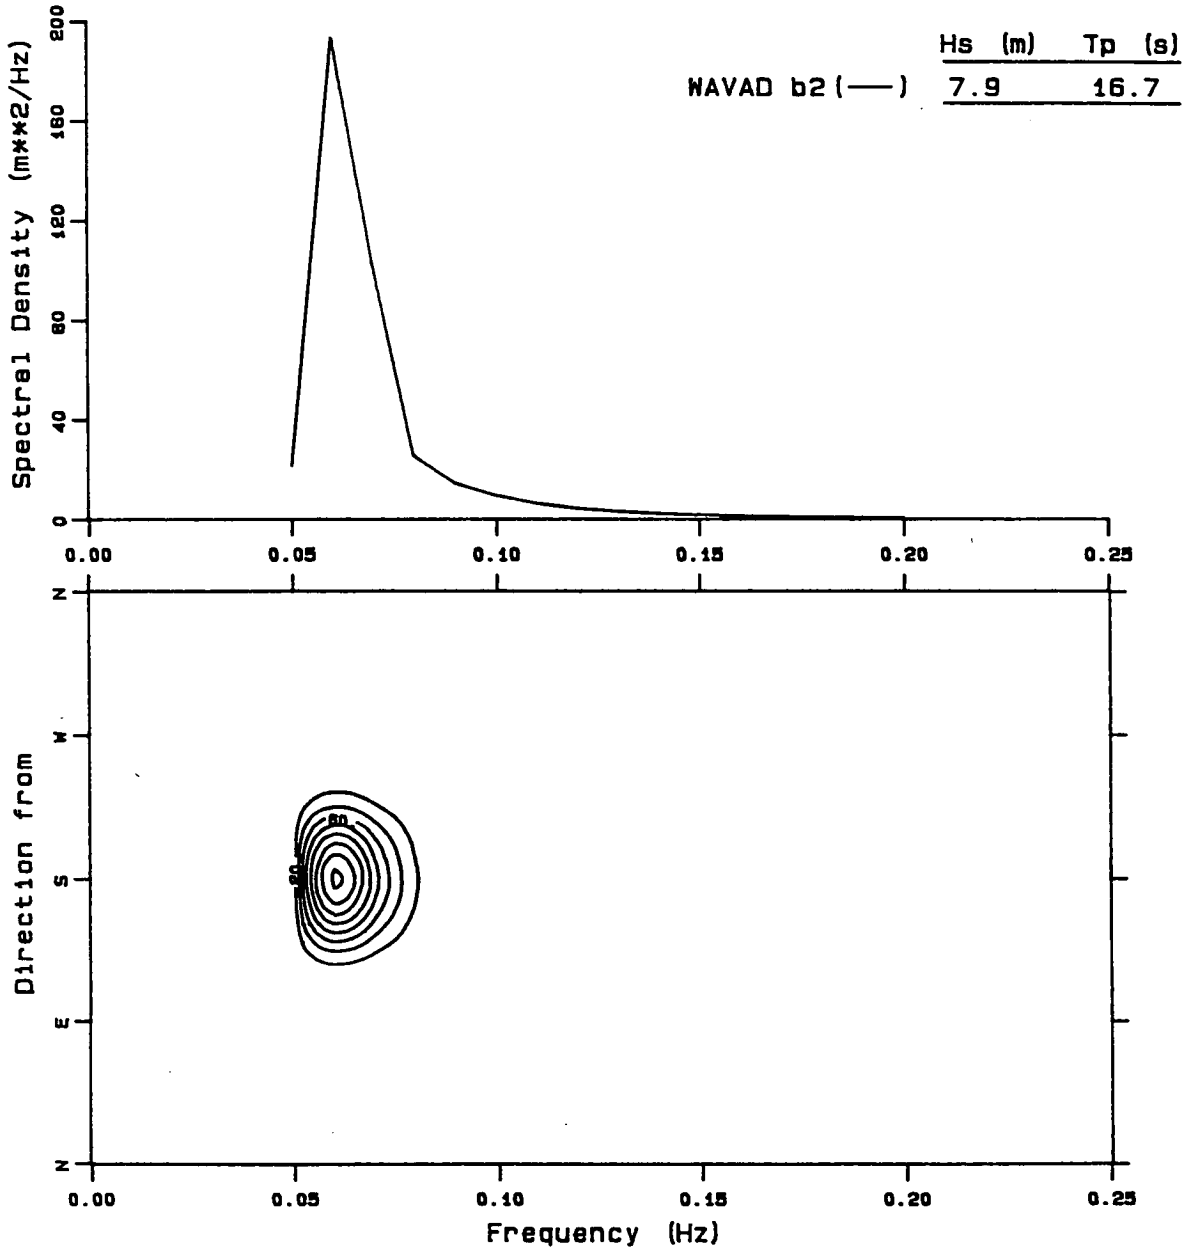 Hs (m) Tp (s)
WAVAD b2 (—) 7.9 16.7
Spectral Density (m**2/Hz)
200
160
120
80
40
0
0.00 0.05 0.10 0.15 0.20 0.25
Direction from
N
W
S
E
N
60
20
0.00 0.05 0.10 0.15 0.20 0.25
Frequency (Hz)